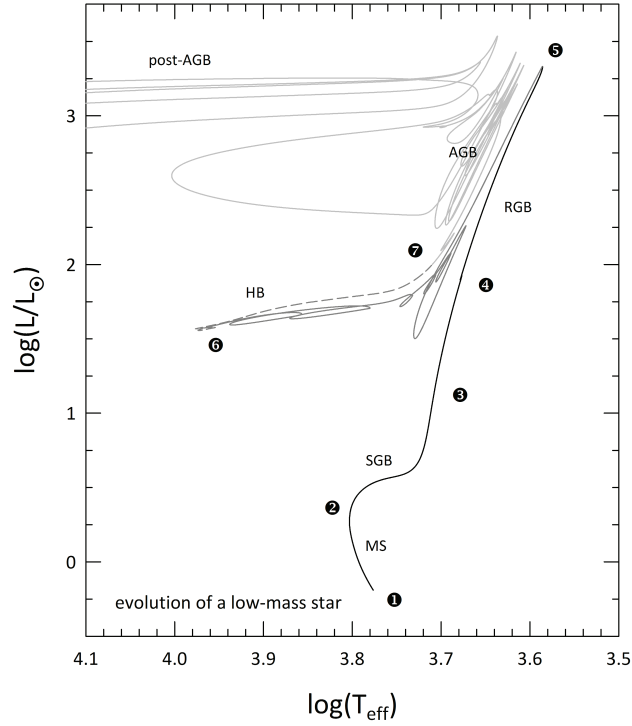 post-AGB
❺
3
AGB
RGB
log(L/L☉)
❼
2
❹
HB
❻
❸
1
SGB
❷
MS
0
❶
evolution of a low-mass star
4.1 4.0 3.9 3.8 3.7 3.6 3.5
log(Teff)